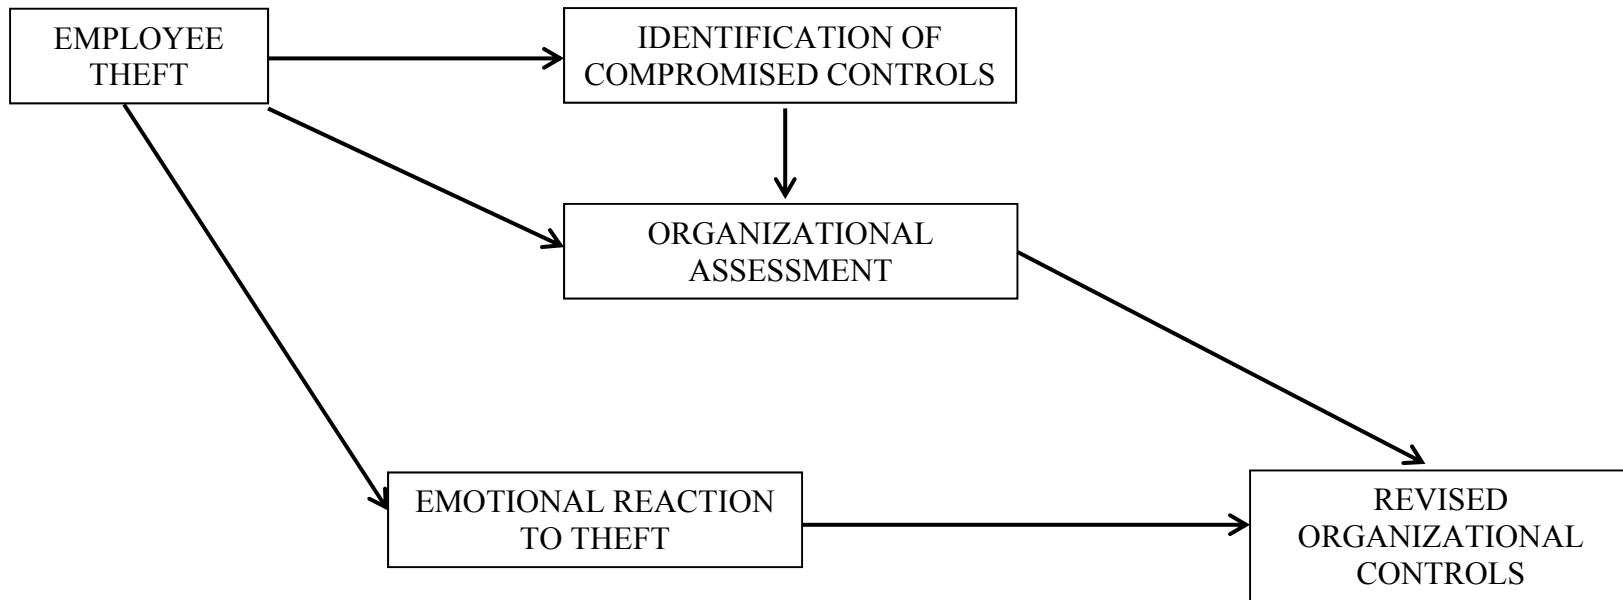 EMPLOYEE
THEFT
IDENTIFICATION OF
COMPROMISED CONTROLS
ORGANIZATIONAL
ASSESSMENT
EMOTIONAL REACTION
TO THEFT
REVISED
ORGANIZATIONAL
CONTROLS